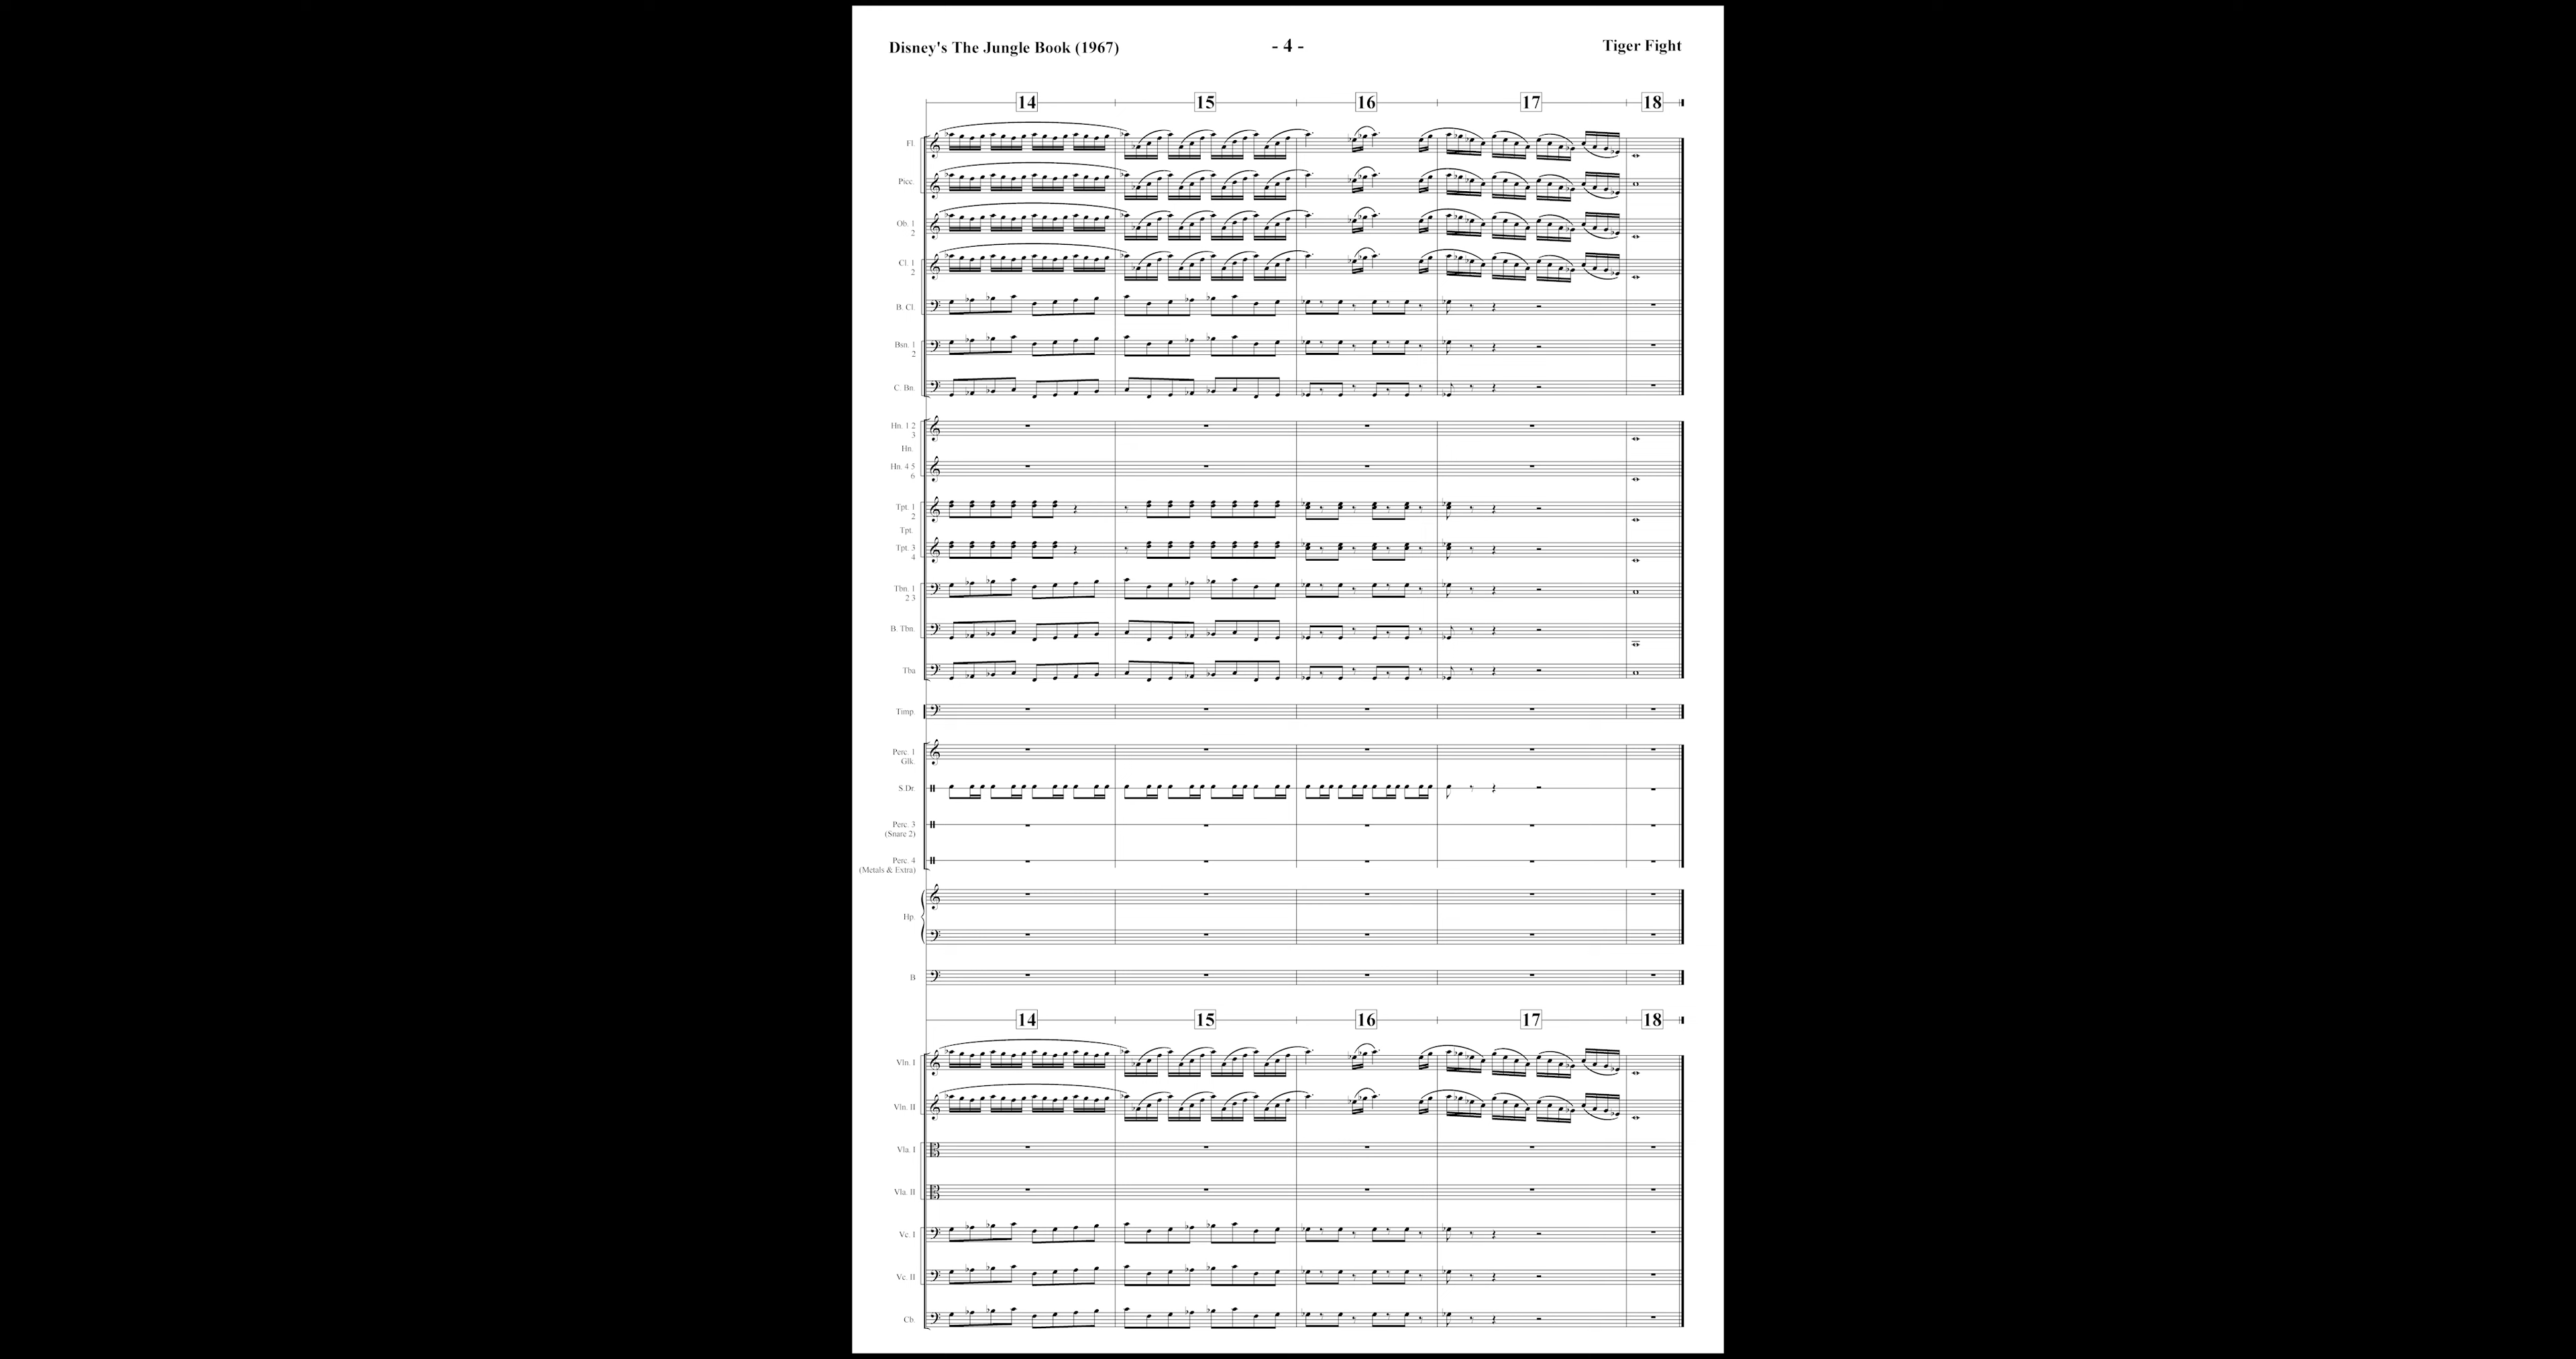 Disney's The Jungle Book (1967)
- 4 -
Tiger Fight
14 15 16 17 18
Fl.
Picc.
Ob. 1
2
Cl. 1
2
B. Cl.
Bsn. 1
2
C. Bn.
Hn. 1 2
3
Hn.
Hn. 4 5
6
Tpt. 1
2
Tpt.
Tpt. 3
4
Tbn. 1
2 3
B. Tbn.
Tba
Timp.
Perc. 1
Glk.
S.Dr.
Perc. 3
(Snare 2)
Perc. 4
(Metals & Extra)
Hp.
B
14 15 16 17 18
Vln. I
Vln. II
Vla. I
Vla. II
Vc. I
Vc. II
Cb.